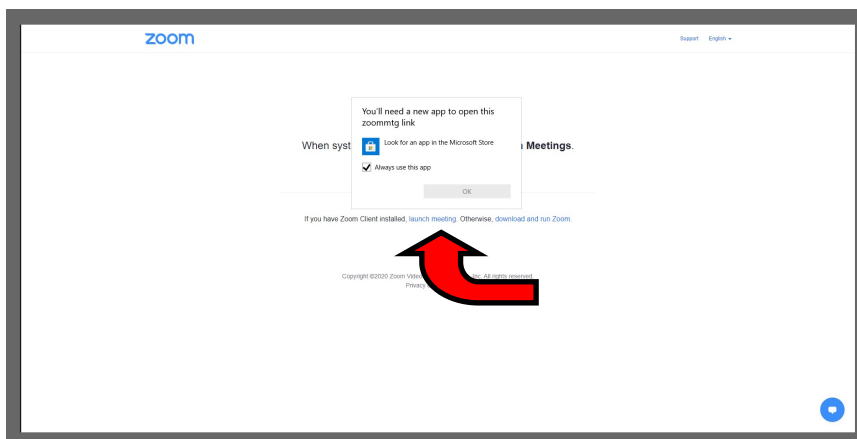 zoom
Support English
You'll need a new app to open this
zoommtg link
Look for an app in the Microsoft Store
When syst Meetings.
Always use this app
OK
If you have Zoom Client installed, launch meeting. Otherwise, download and run Zoom.
Copyright ©2020 Zoom Video Inc. All rights reserved.
Privacy